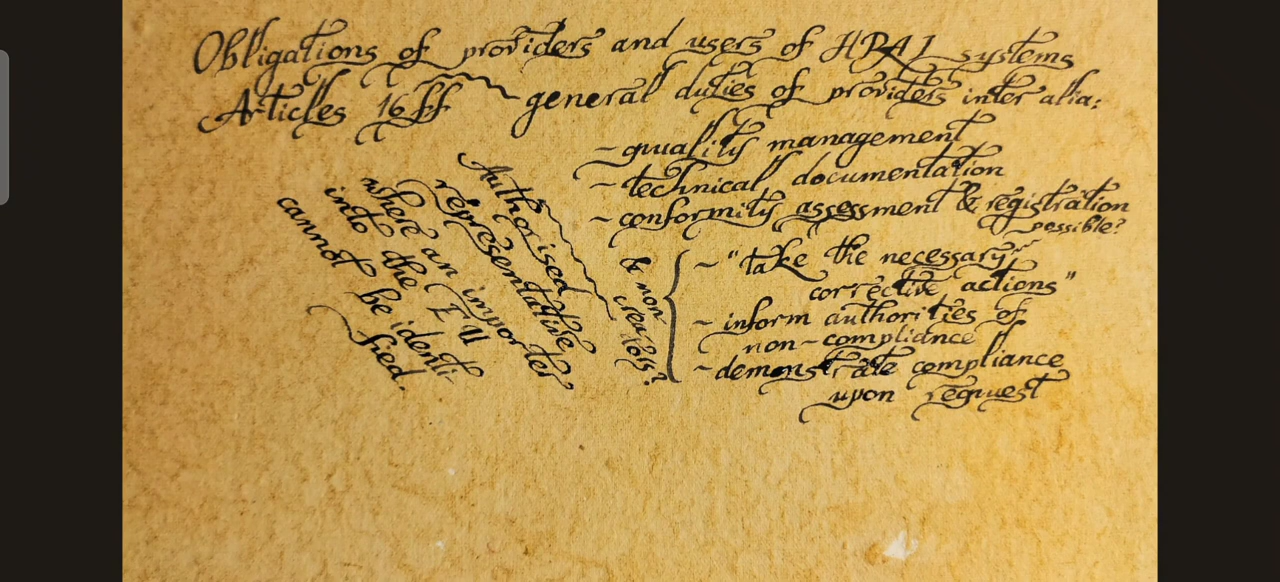 Obligations of providers and users of HRAI systems
Articles 16ff ~ general duties of providers inter alia:
- quality management
- technical documentation
- conformity assessment & registration
possible?
- "take the necessary
corrective actions"
- inform authorities of
non-compliance
- demonstrate compliance
upon request
& non-
creators?
Authorised
representative
where an importer
into the EU
cannot be identi-
fied.